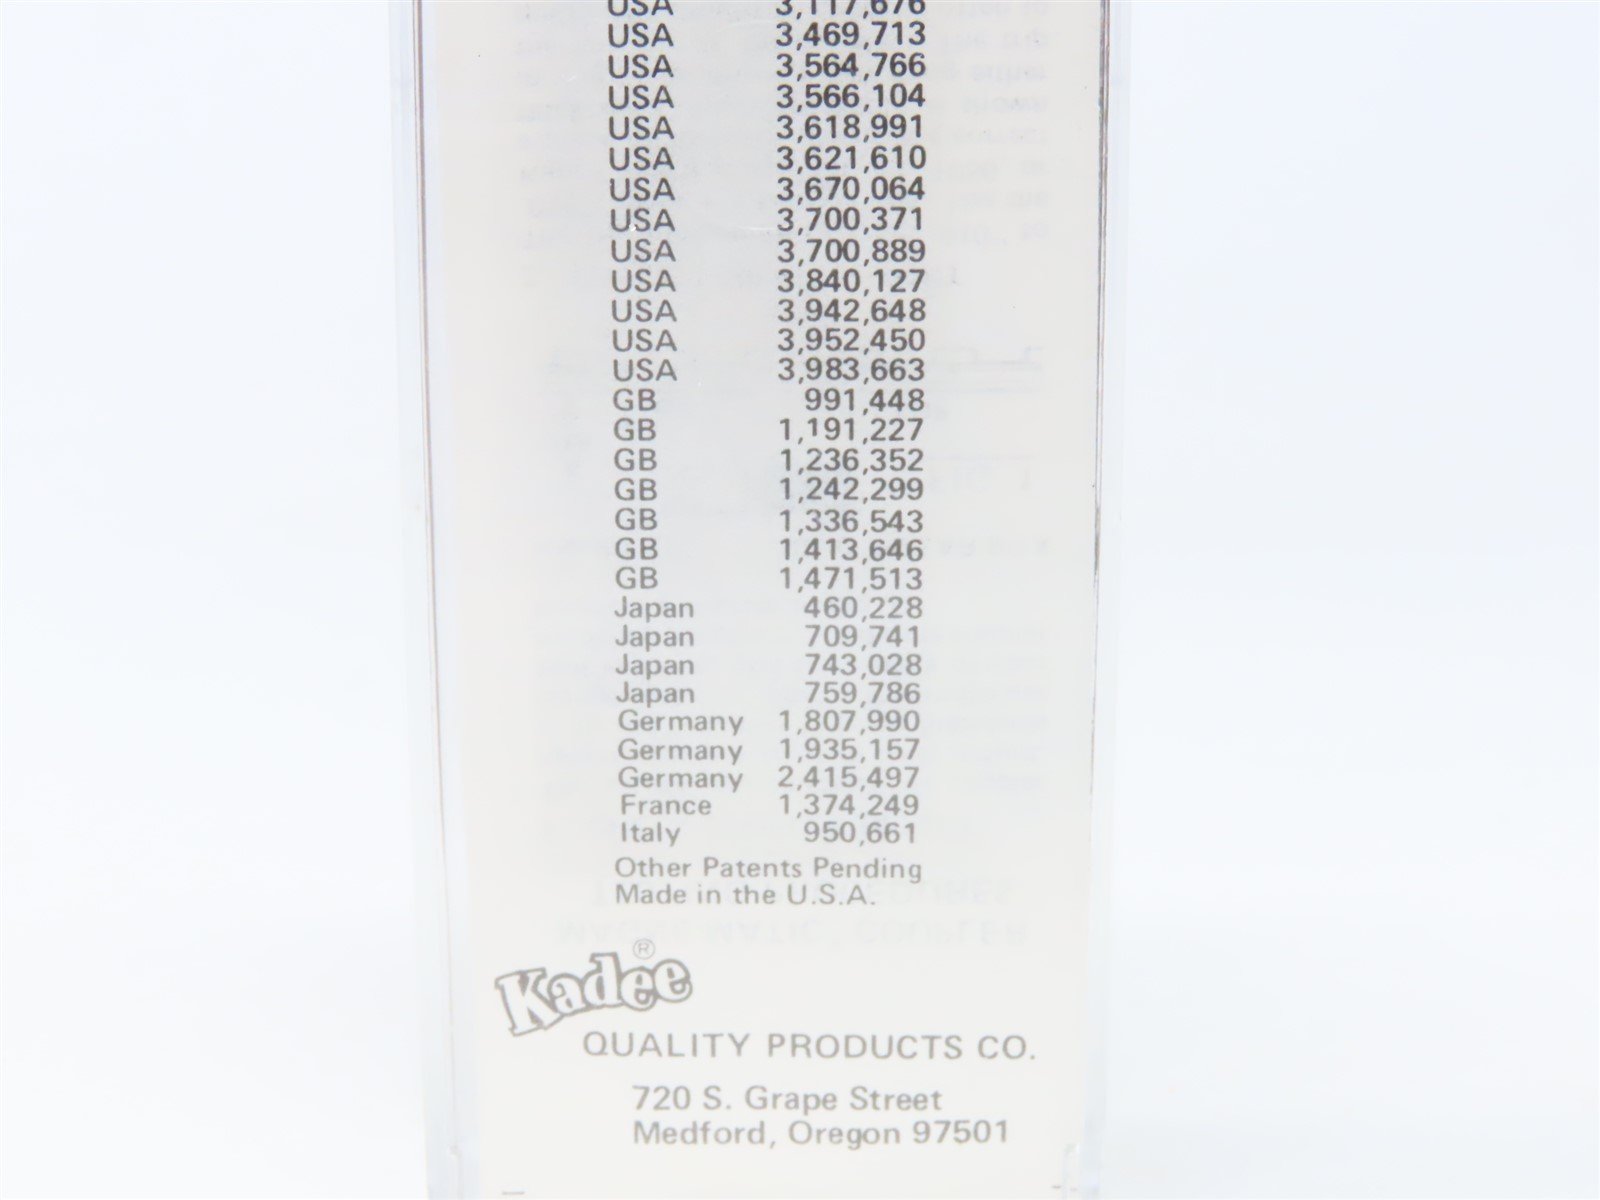 USA 3,117,676
USA 3,469,713
USA 3,564,766
USA 3,566,104
USA 3,618,991
USA 3,621,610
USA 3,670,064
USA 3,700,371
USA 3,700,889
USA 3,840,127
USA 3,942,648
USA 3,952,450
USA 3,983,663
GB 991,448
GB 1,191,227
GB 1,236,352
GB 1,242,299
GB 1,336,543
GB 1,413,646
GB 1,471,513
Japan 460,228
Japan 709,741
Japan 743,028
Japan 759,786
Germany 1,807,990
Germany 1,935,157
Germany 2,415,497
France 1,374,249
Italy 950,661
Other Patents Pending
Made in the U.S.A.
Kadee ®
QUALITY PRODUCTS CO.
720 S. Grape Street
Medford, Oregon 97501